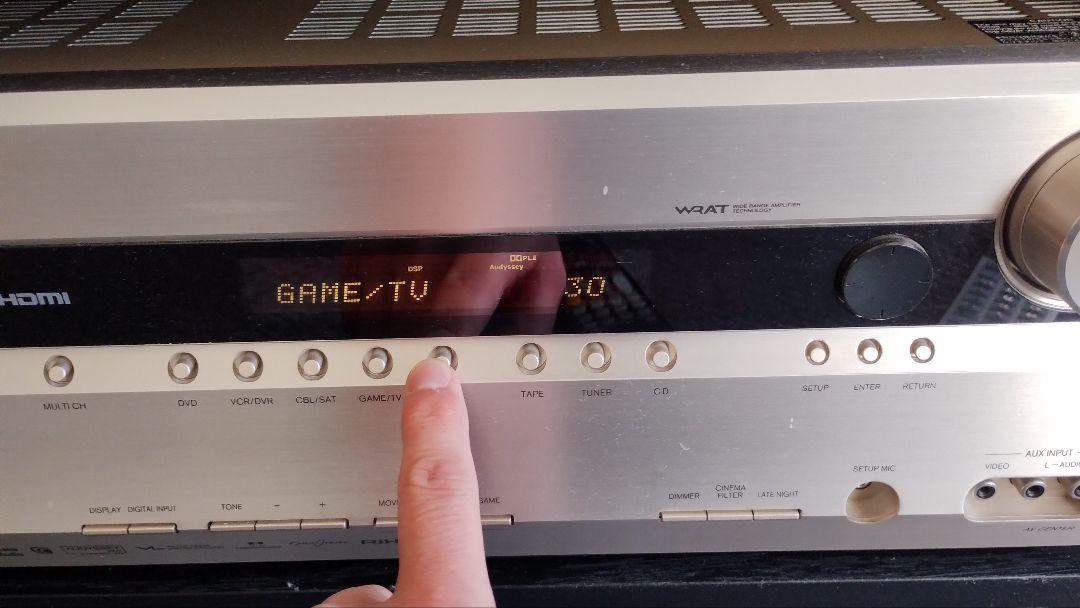 WRAT WIDE RANGE AMPLIFIER
TECHNOLOGY
HDMI
DSP
PLII
Audyssey
GAME/TV 30
MULTI CH
DVD
VCR/DVR
CBL/SAT
GAME/TV
TAPE
TUNER
CD
SETUP
ENTER
RETURN
DISPLAY
DIGITAL INPUT
TONE
-
+
GAME
DIMMER
CINEMA
FILTER
LATE NIGHT
SETUP MIC
AUX INPUT
VIDEO
L